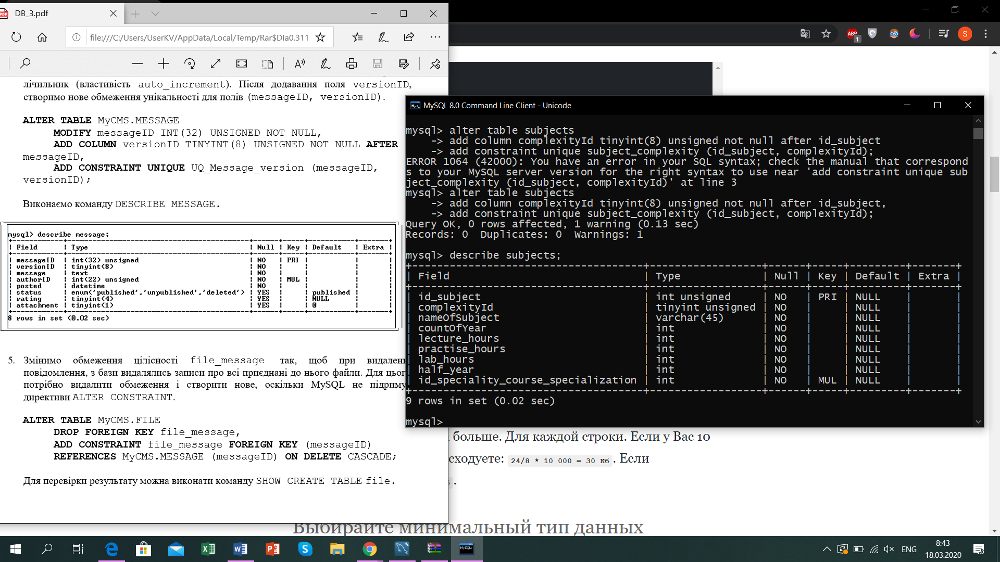 DB_3.pdf
file:///C:/Users/UserKV/AppData/Local/Temp/Rar$DIa0.311
лічильник (властивість auto_increment). Після додавання поля versionID,
створимо нове обмеження унікальності для полів (messageID, versionID).
ALTER TABLE MyCMS.MESSAGE
MODIFY messageID INT(32) UNSIGNED NOT NULL,
ADD COLUMN versionID TINYINT(8) UNSIGNED NOT NULL AFTER
messageID,
ADD CONSTRAINT UNIQUE UQ_Message_version (messageID,
versionID);
Виконаємо команду DESCRIBE MESSAGE.
mysql> describe message;
| Field | Type | Null | Key | Default | Extra |
| messageID | int(32) unsigned | NO | PRI | | |
| versionID | tinyint(8) | NO | | | |
| message | text | NO | | | |
| authorID | int(22) unsigned | NO | MUL | | |
| posted | datetime | NO | | | |
| status | enum('published','unpublished','deleted') | YES | | published | |
| rating | tinyint(4) | YES | | NULL | |
| attachment | tinyint(1) | YES | | 0 | |
8 rows in set (0.02 sec)
5. Змінимо обмеження цілісності file_message так, щоб при
повідомлення, з бази видалялись записи про всі приєднані до нього файли. Для
потрібно видалити обмеження і створити нове, оскільки MySQL не
директиви ALTER CONSTRAINT.
ALTER TABLE MyCMS.FILE
DROP FOREIGN KEY file_message,
ADD CONSTRAINT file_message FOREIGN KEY (messageID)
REFERENCES MyCMS.MESSAGE (messageID) ON DELETE CASCADE;
Для перевірки результату можна виконати команду SHOW CREATE TABLE file.
ABP 1
S
MySQL 8.0 Command Line Client - Unicode
mysql> alter table subjects
-> add column complexityId tinyint(8) unsigned not null after id_subject
-> add constraint unique subject_complexity (id_subject, complexityId);
ERROR 1064 (42000): You have an error in your SQL syntax; check the manual that correspond
s to your MySQL server version for the right syntax to use near 'add constraint unique sub
ject_complexity (id_subject, complexityId)' at line 3
mysql> alter table subjects
-> add column complexityId tinyint(8) unsigned not null after id_subject,
-> add constraint unique subject_complexity (id_subject, complexityId);
Query OK, 0 rows affected, 1 warning (0.13 sec)
Records: 0 Duplicates: 0 Warnings: 1
mysql> describe subjects;
| Field | Type | Null | Key | Default | Extra |
| id_subject | int unsigned | NO | PRI | NULL | |
| complexityId | tinyint unsigned | NO | | NULL | |
| nameOfSubject | varchar(45) | NO | | NULL | |
| countOfYear | int | NO | | NULL | |
| lecture_hours | int | NO | | NULL | |
| practise_hours | int | NO | | NULL | |
| lab_hours | int | NO | | NULL | |
| half_year | int | NO | | NULL | |
| id_speciality_course_specialization | int | NO | MUL | NULL | |
9 rows in set (0.02 sec)
mysql>
больше. Для каждой строки. Если у Вас 10
сходуете: 24/8 * 10 000 = 30 Кб . Если
.
Выбирайте минимальный тип данных
ENG
8:43
18.03.2020